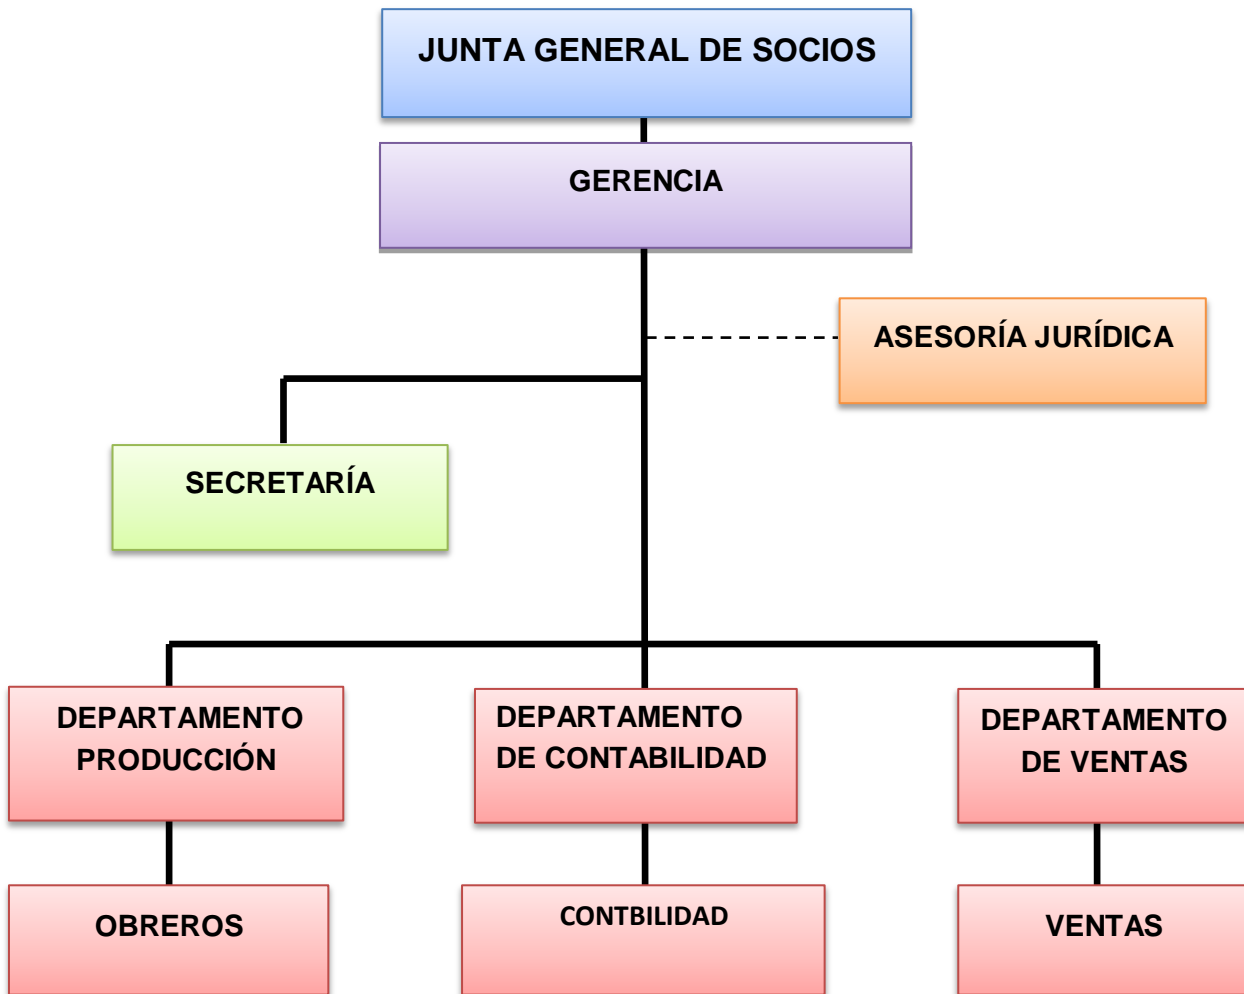 JUNTA GENERAL DE SOCIOS
GERENCIA
ASESORÍA JURÍDICA
SECRETARÍA
DEPARTAMENTO
PRODUCCIÓN
DEPARTAMENTO
DE CONTABILIDAD
DEPARTAMENTO
DE VENTAS
OBREROS
CONTBILIDAD
VENTAS